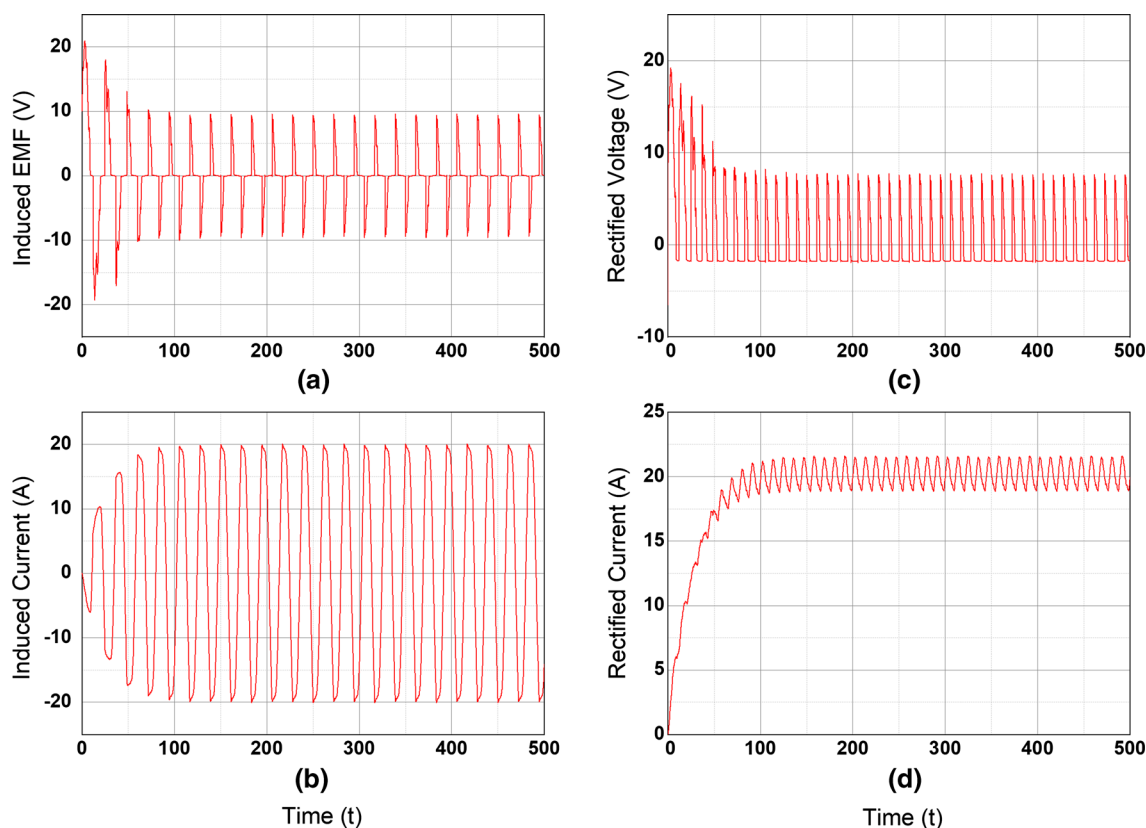 Induced EMF (V)
20
10
0
-10
-20
0 100 200 300 400 500
(a)
Rectified Voltage (V)
20
10
0
-10
0 100 200 300 400 500
(c)
Induced Current (A)
20
10
0
-10
-20
0 100 200 300 400 500
(b)
Time (t)
Rectified Current (A)
25
20
15
10
5
0
0 100 200 300 400 500
(d)
Time (t)